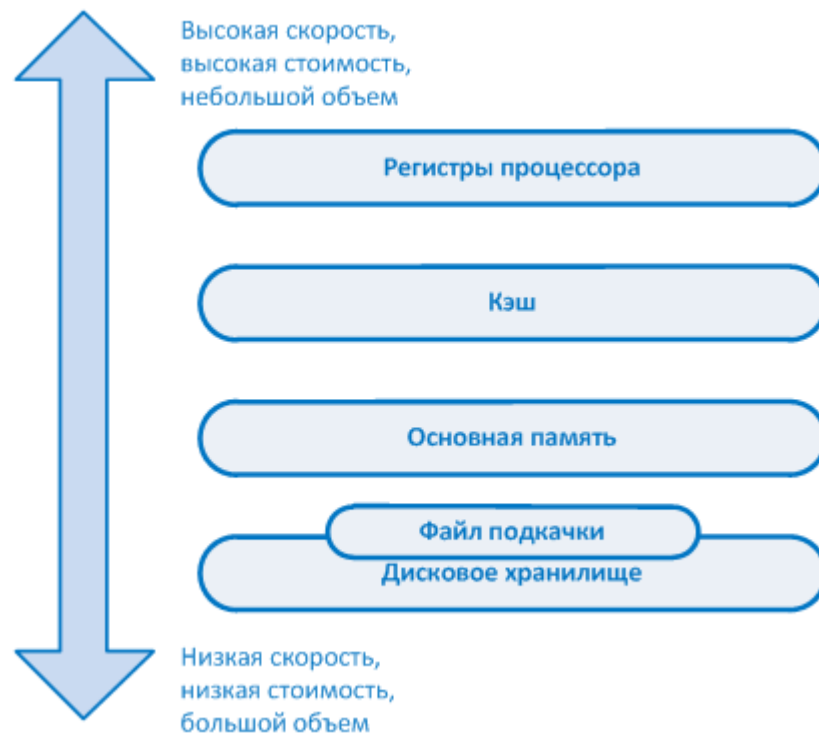 Высокая скорость,
высокая стоимость,
небольшой объем
Регистры процессора
Кэш
Основная память
Файл подкачки
Дисковое хранилище
Низкая скорость,
низкая стоимость,
большой объем